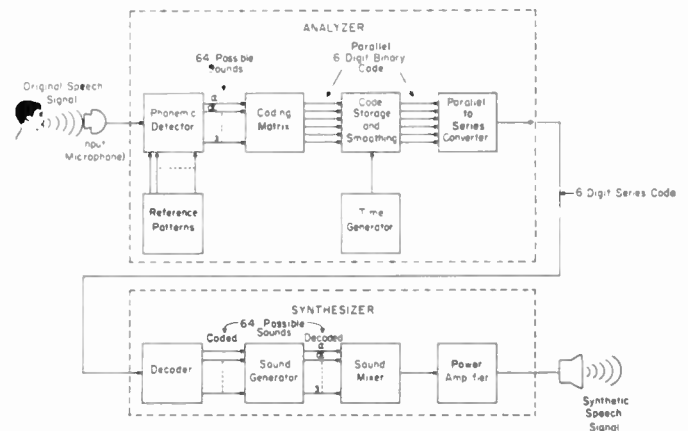 ANALYZER
Original Speech
Signal
Input
Microphone)
64 Possible
Sounds
Parallel
6 Digit Binary
Code
Phonemic
Detector
α
Coding
Matrix
Code
Storage
and
Smoothing
Parallel
to
Series
Converter
Reference
Patterns
Time
Generator
6 Digit Series Code
SYNTHESIZER
64 Possible
Sounds
Coded
Decoded
α
Decoder
Sound
Generator
Sound
Mixer
Power
Amplifier
Synthetic
Speech
Signal